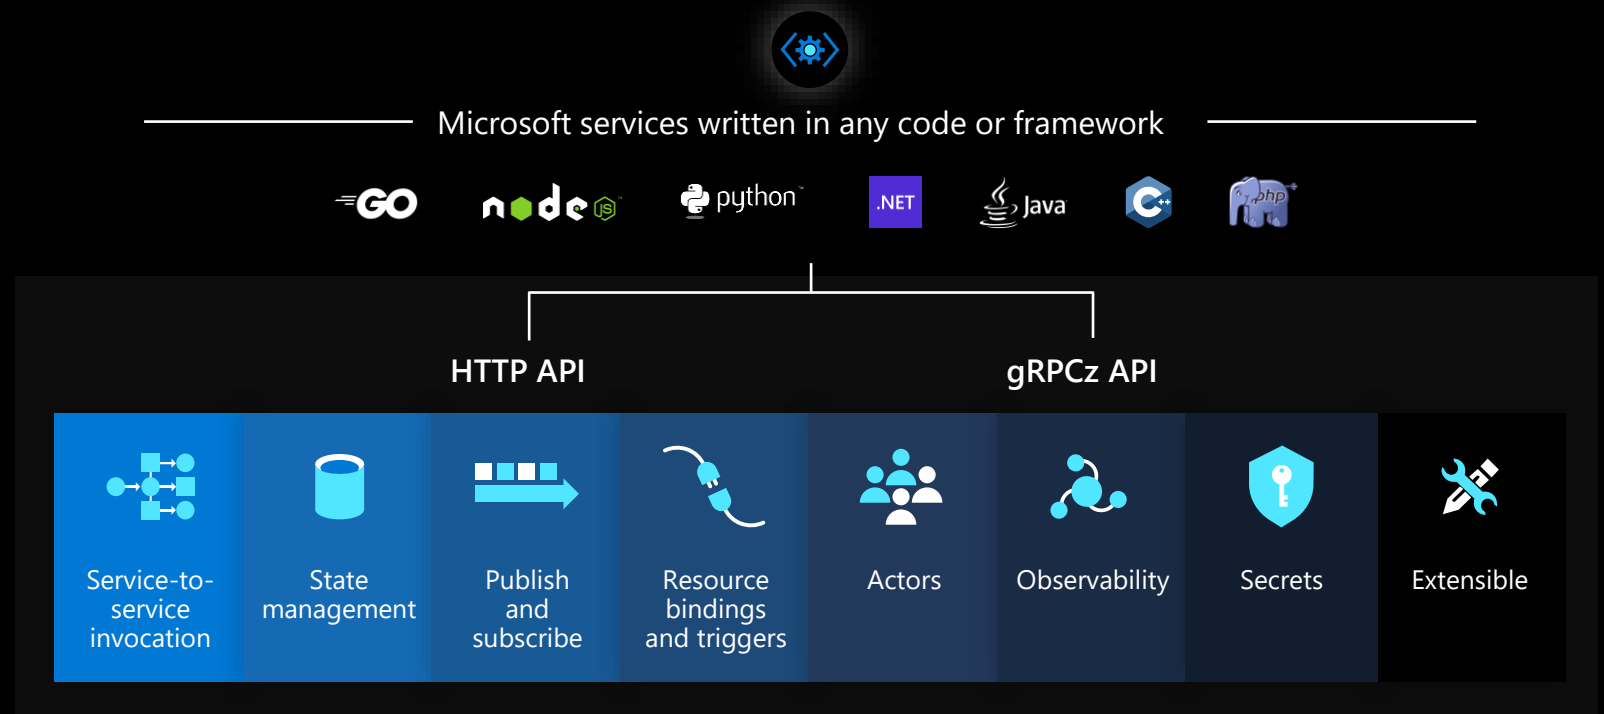 Microsoft services written in any code or framework
GO
node JS
python
.NET
Java
C++
php
HTTP API
gRPCz API
Service-to-
service
invocation
State
management
Publish
and
subscribe
Resource
bindings
and triggers
Actors
Observability
Secrets
Extensible